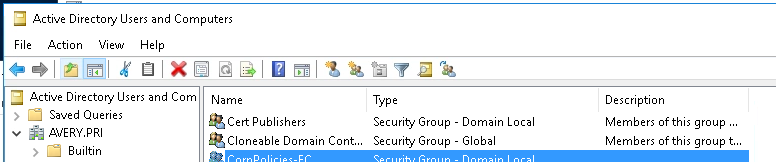 Active Directory Users and Computers
File Action View Help
Active Directory Users and Com
Name Type Description
Saved Queries
Cert Publishers Security Group - Domain Local Members of this group ...
AVERY.PRI
Cloneable Domain Cont... Security Group - Global Members of this group t...
Builtin
CorpPolicies-FC Security Group - Domain Local